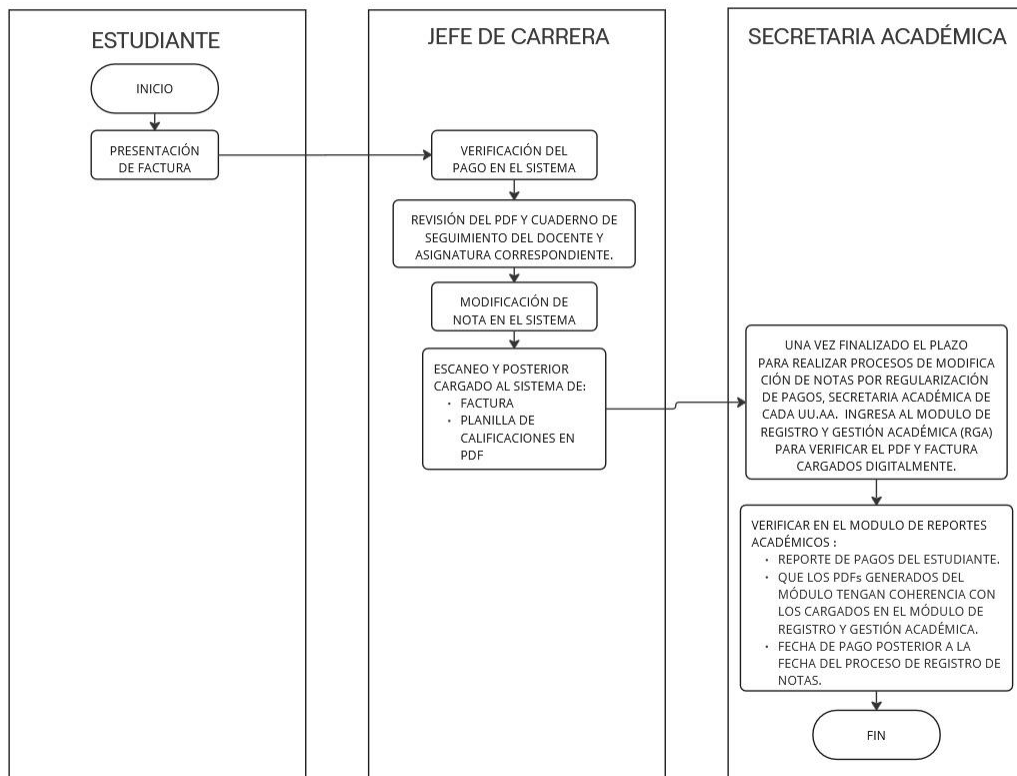 ESTUDIANTE
INICIO
PRESENTACIÓN
DE FACTURA
JEFE DE CARRERA
VERIFICACIÓN DEL
PAGO EN EL SISTEMA
REVISIÓN DEL PDF Y CUADERNO DE
SEGUIMIENTO DEL DOCENTE Y
ASIGNATURA CORRESPONDIENTE.
MODIFICACIÓN DE
NOTA EN EL SISTEMA
ESCANEO Y POSTERIOR
CARGADO AL SISTEMA DE:
• FACTURA
• PLANILLA DE
CALIFICACIONES EN
PDF
SECRETARIA ACADÉMICA
UNA VEZ FINALIZADO EL PLAZO
PARA REALIZAR PROCESOS DE MODIFICA
CIÓN DE NOTAS POR REGULARIZACIÓN
DE PAGOS, SECRETARIA ACADÉMICA DE
CADA UU.AA. INGRESA AL MODULO DE
REGISTRO Y GESTIÓN ACADÉMICA (RGA)
PARA VERIFICAR EL PDF Y FACTURA
CARGADOS DIGITALMENTE.
VERIFICAR EN EL MODULO DE REPORTES
ACADÉMICOS :
• REPORTE DE PAGOS DEL ESTUDIANTE.
• QUE LOS PDFs GENERADOS DEL
MÓDULO TENGAN COHERENCIA CON
LOS CARGADOS EN EL MÓDULO DE
REGISTRO Y GESTIÓN ACADÉMICA.
• FECHA DE PAGO POSTERIOR A LA
FECHA DEL PROCESO DE REGISTRO DE
NOTAS.
FIN